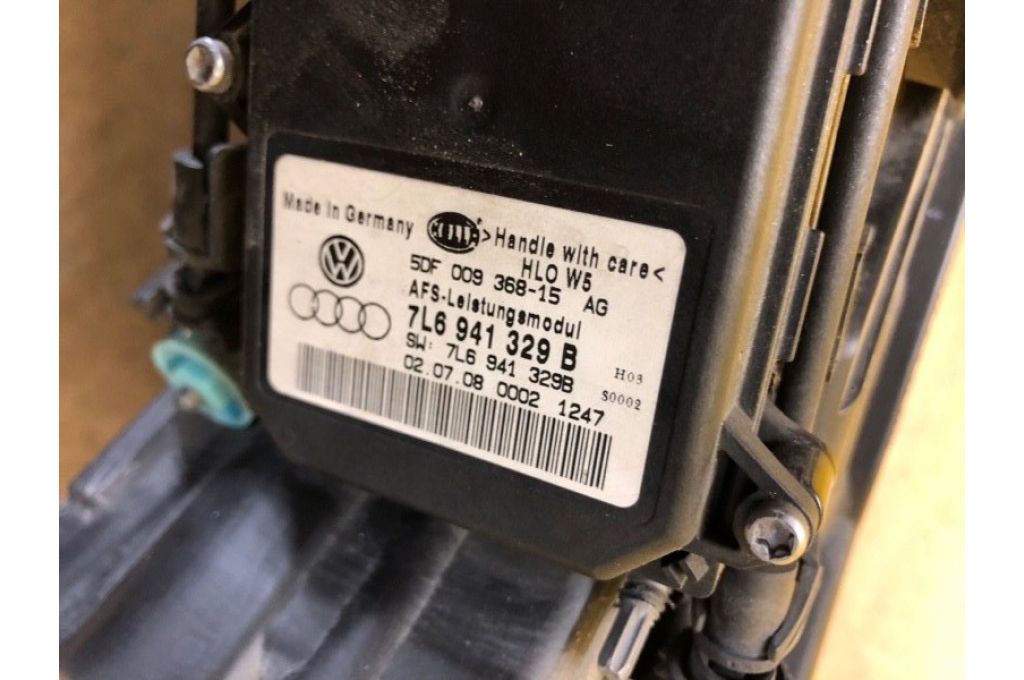 Made in Germany HELLA >Handle with care<
HLO W5
5DF 009 368-15 AG
AFS-Leistungsmodul
7L6 941 329 B
SW: 7L6 941 329B H03
02.07.08 0002 1247 S0002